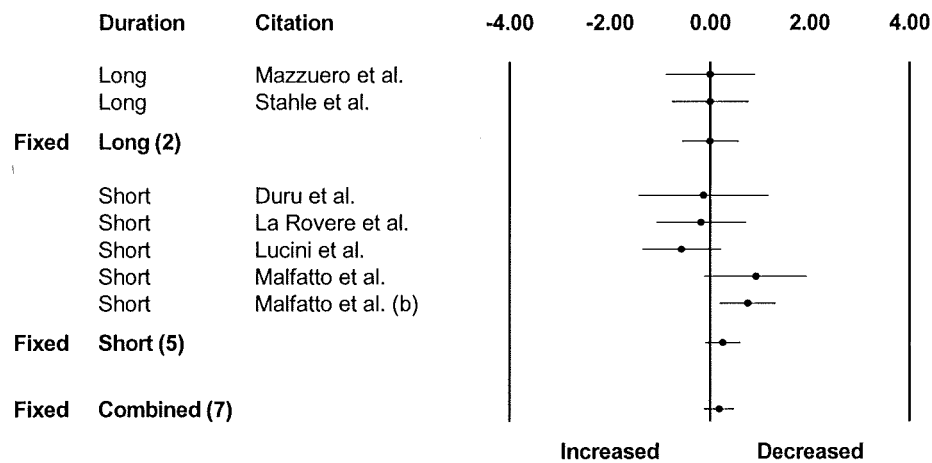 Duration Citation -4.00 -2.00 0.00 2.00 4.00
Long Mazzuero et al.
Long Stahle et al.
Fixed Long (2)
Short Duru et al.
Short La Rovere et al.
Short Lucini et al.
Short Malfatto et al.
Short Malfatto et al. (b)
Fixed Short (5)
Fixed Combined (7)
Increased Decreased